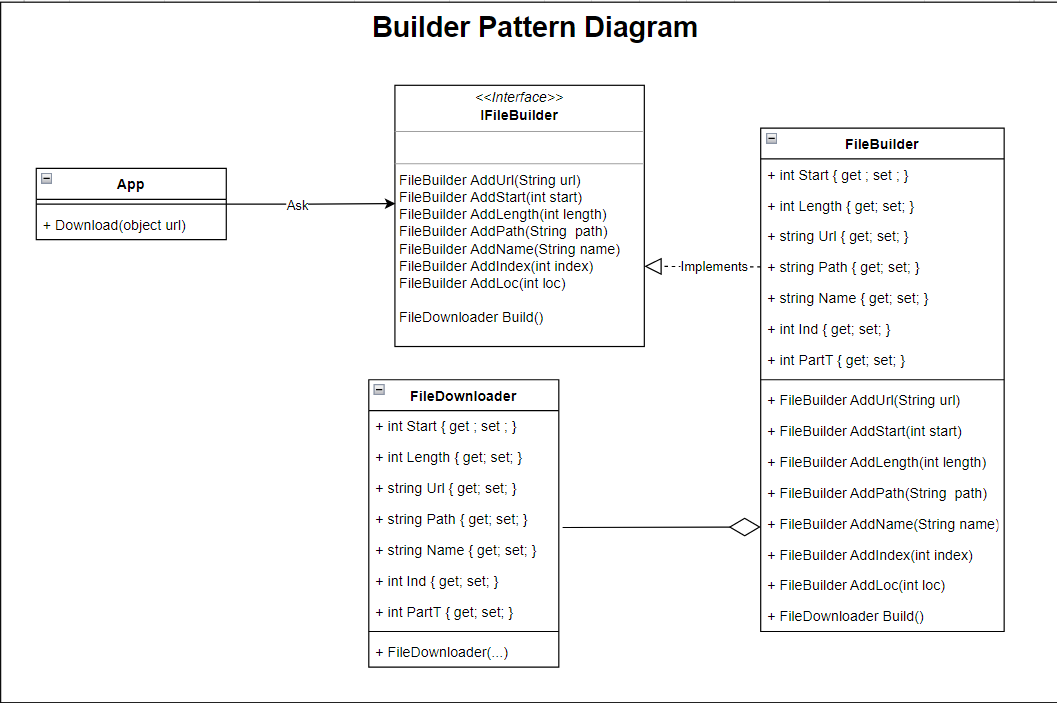 Builder Pattern Diagram
<<Interface>>
IFileBuilder
FileBuilder AddUrl(String url)
FileBuilder AddStart(int start)
FileBuilder AddLength(int length)
FileBuilder AddPath(String  path)
FileBuilder AddName(String name)
FileBuilder AddIndex(int index)
FileBuilder AddLoc(int loc)
FileDownloader Build()
App
+ Download(object url)
Ask
Implements
FileBuilder
+ int Start { get ; set ; }
+ int Length { get; set; }
+ string Url { get; set; }
+ string Path { get; set; }
+ string Name { get; set; }
+ int Ind { get; set; }
+ int PartT { get; set; }
+ FileBuilder AddUrl(String url)
+ FileBuilder AddStart(int start)
+ FileBuilder AddLength(int length)
+ FileBuilder AddPath(String  path)
+ FileBuilder AddName(String name)
+ FileBuilder AddIndex(int index)
+ FileBuilder AddLoc(int loc)
+ FileDownloader Build()
FileDownloader
+ int Start { get ; set ; }
+ int Length { get; set; }
+ string Url { get; set; }
+ string Path { get; set; }
+ string Name { get; set; }
+ int Ind { get; set; }
+ int PartT { get; set; }
+ FileDownloader(...)